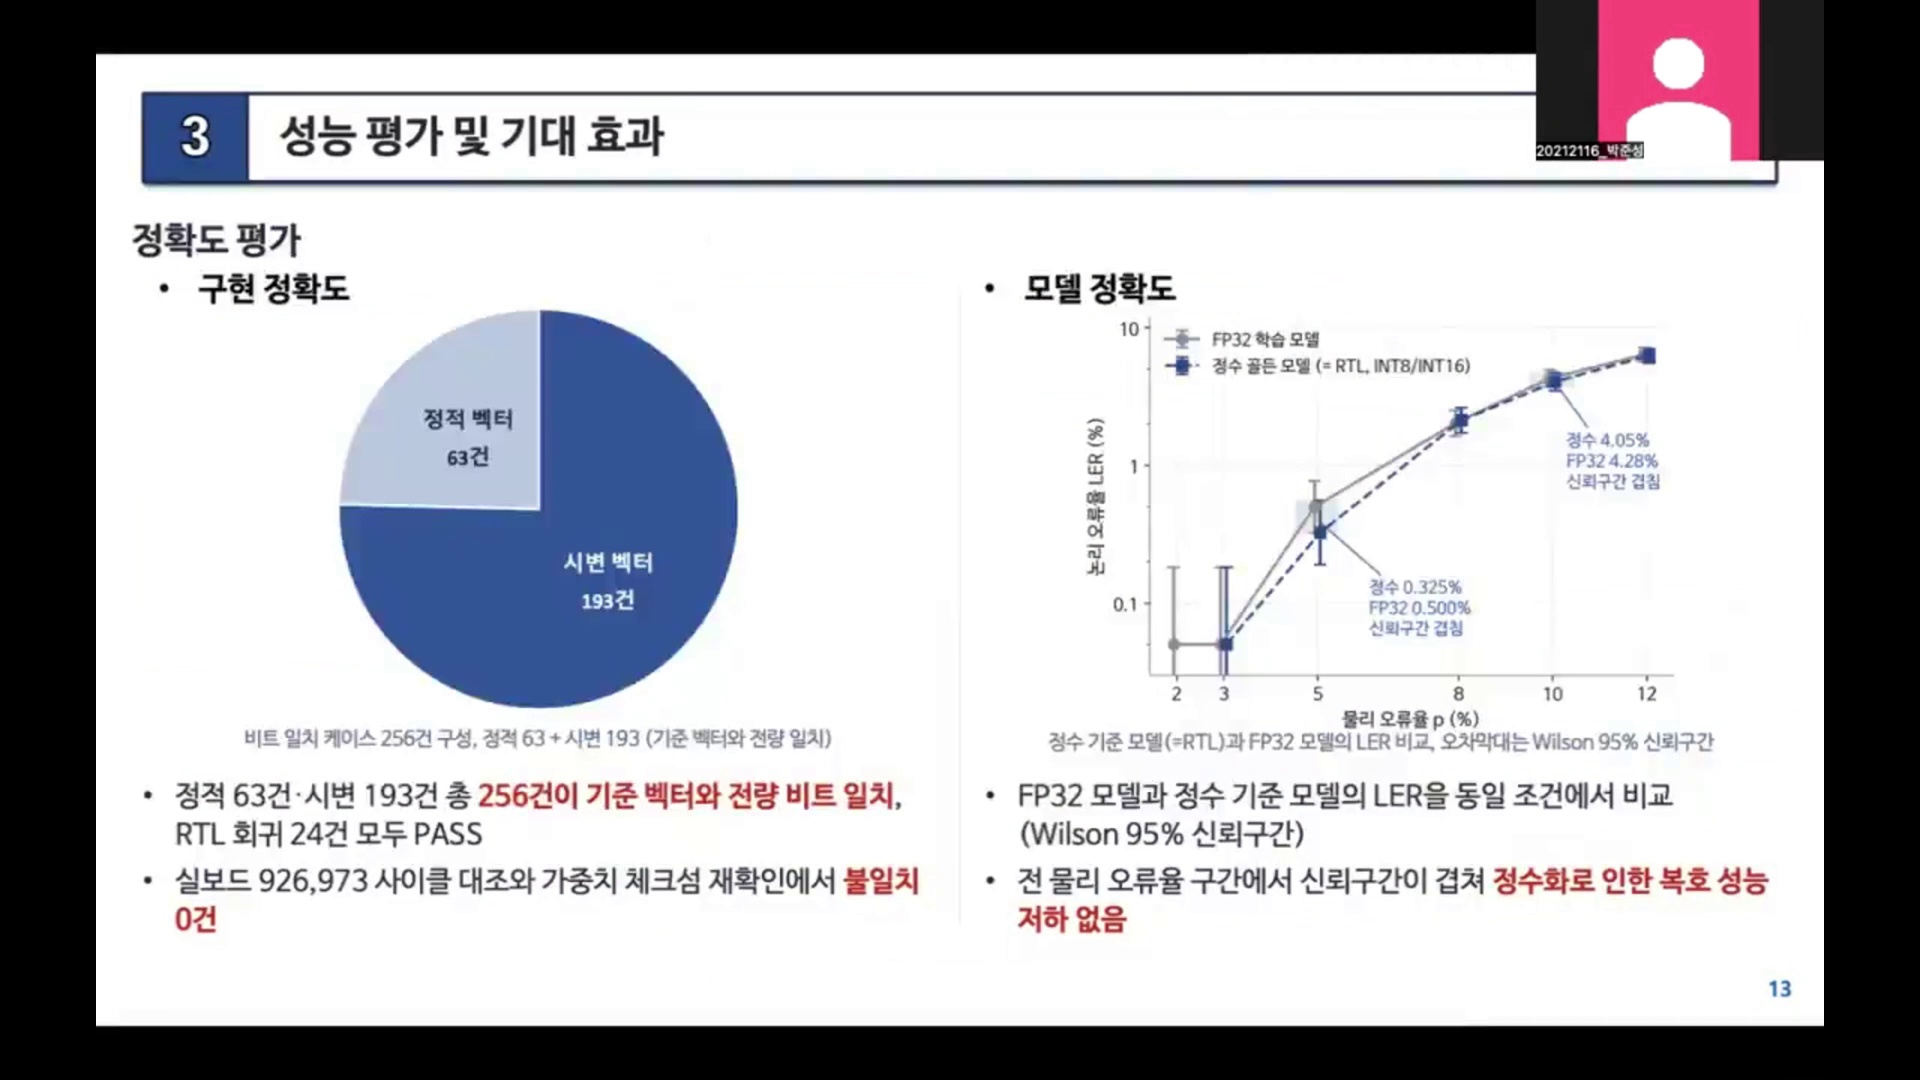 3
성능 평가 및 기대 효과
20212116_박준성
정확도 평가
• 구현 정확도
정적 벡터
63건
시변 벡터
193건
비트 일치 케이스 256건 구성, 정적 63 + 시변 193 (기준 벡터와 전량 일치)
• 정적 63건·시변 193건 총 256건이 기준 벡터와 전량 비트 일치,
RTL 회귀 24건 모두 PASS
• 실보드 926,973 사이클 대조와 가중치 체크섬 재확인에서 불일치
0건
• 모델 정확도
FP32 학습 모델
정수 골든 모델 (= RTL, INT8/INT16)
논리 오류율 LER (%)
10
1
0.1
정수 4.05%
FP32 4.28%
신뢰구간 겹침
정수 0.325%
FP32 0.500%
신뢰구간 겹침
2 3 5 8 10 12
물리 오류율 p (%)
정수 기준 모델(=RTL)과 FP32 모델의 LER 비교, 오차막대는 Wilson 95% 신뢰구간
• FP32 모델과 정수 기준 모델의 LER을 동일 조건에서 비교
(Wilson 95% 신뢰구간)
• 전 물리 오류율 구간에서 신뢰구간이 겹쳐 정수화로 인한 복호 성능
저하 없음
13